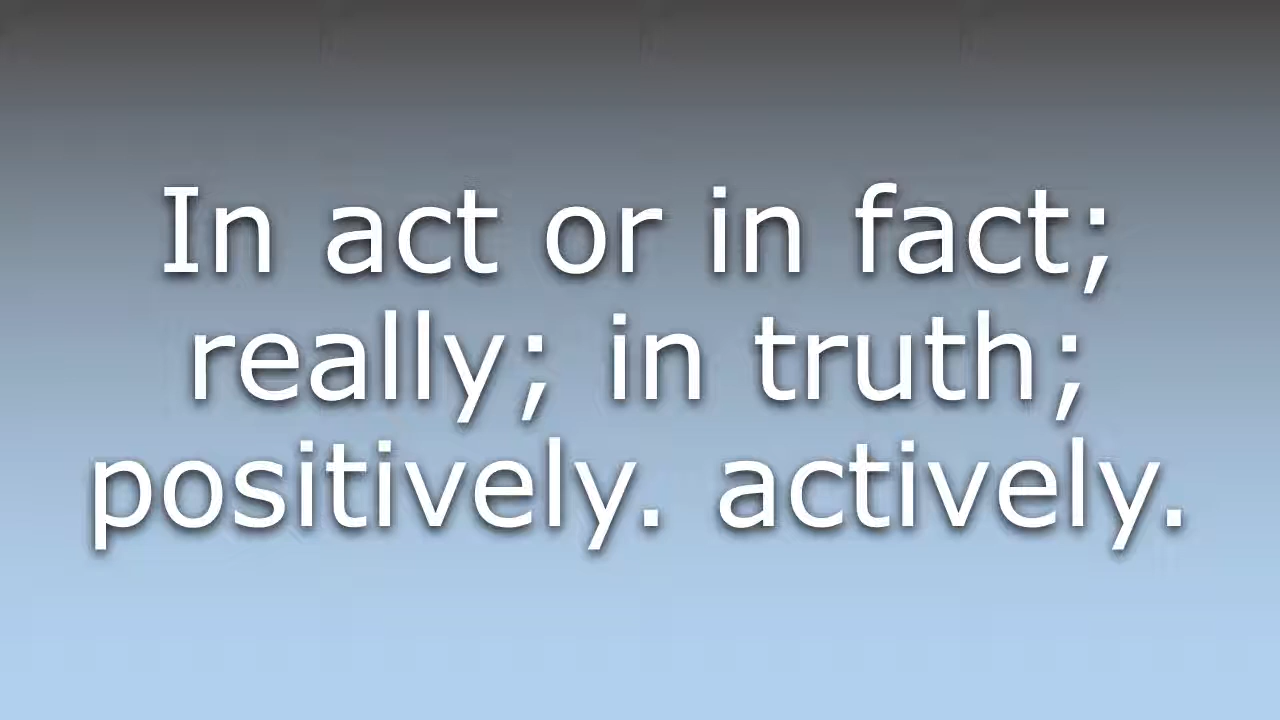 In act or in fact;
really; in truth;
positively. actively.